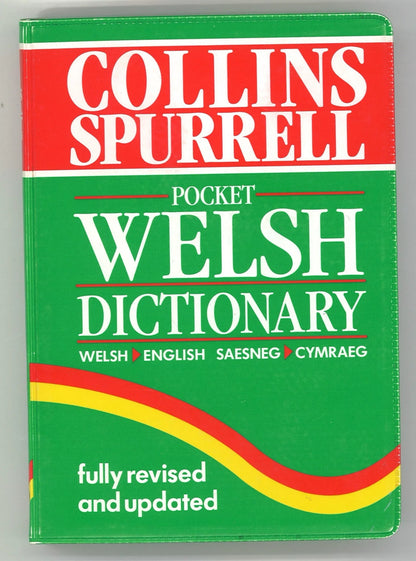 COLLINS
SPURRELL
POCKET
WELSH
DICTIONARY
WELSH ▶ ENGLISH SAESNEG ▶ CYMRAEG
fully revised
and updated